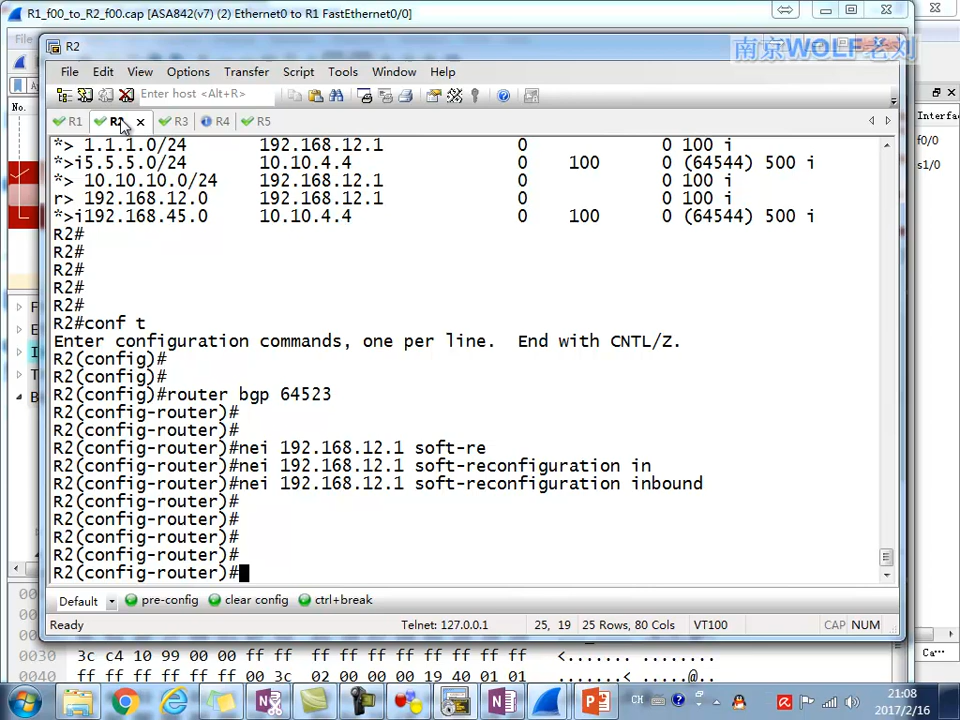 R1_f00_to_R2_f00.cap [ASA842(v7) (2) Ethernet0 to R1 FastEthernet0/0]
R2
南京WOLF老刘
File Edit View Options Transfer Script Tools Window Help
Enter host <Alt+R>
No.
R1 R2 R3 R4 R5
Interfa
f0/0
s1/0
*> 1.1.1.0/24 192.168.12.1 0 0 100 i
*>i5.5.5.0/24 10.10.4.4 0 100 0 (64544) 500 i
*> 10.10.10.0/24 192.168.12.1 0 0 100 i
r> 192.168.12.0 192.168.12.1 0 0 100 i
*>i192.168.45.0 10.10.4.4 0 100 0 (64544) 500 i
R2#
R2#
R2#
R2#
R2#
R2#conf t
Enter configuration commands, one per line. End with CNTL/Z.
R2(config)#
R2(config)#
R2(config)#router bgp 64523
R2(config-router)#
R2(config-router)#
R2(config-router)#nei 192.168.12.1 soft-re
R2(config-router)#nei 192.168.12.1 soft-reconfiguration in
R2(config-router)#nei 192.168.12.1 soft-reconfiguration inbound
R2(config-router)#
R2(config-router)#
R2(config-router)#
R2(config-router)#
R2(config-router)#
Default pre-config clear config ctrl+break
Ready Telnet: 127.0.0.1 25, 19 25 Rows, 80 Cols VT100 CAP NUM
0030 3c c4 10 99 00 00 ff ff ff ff ff ff ff ff ff ff <....... ........
ff ff ff ff ff ff 00 3c 02 00 00 00 19 40 01 01 .......< .....@..
Ca...
CH
21:08
2017/2/16